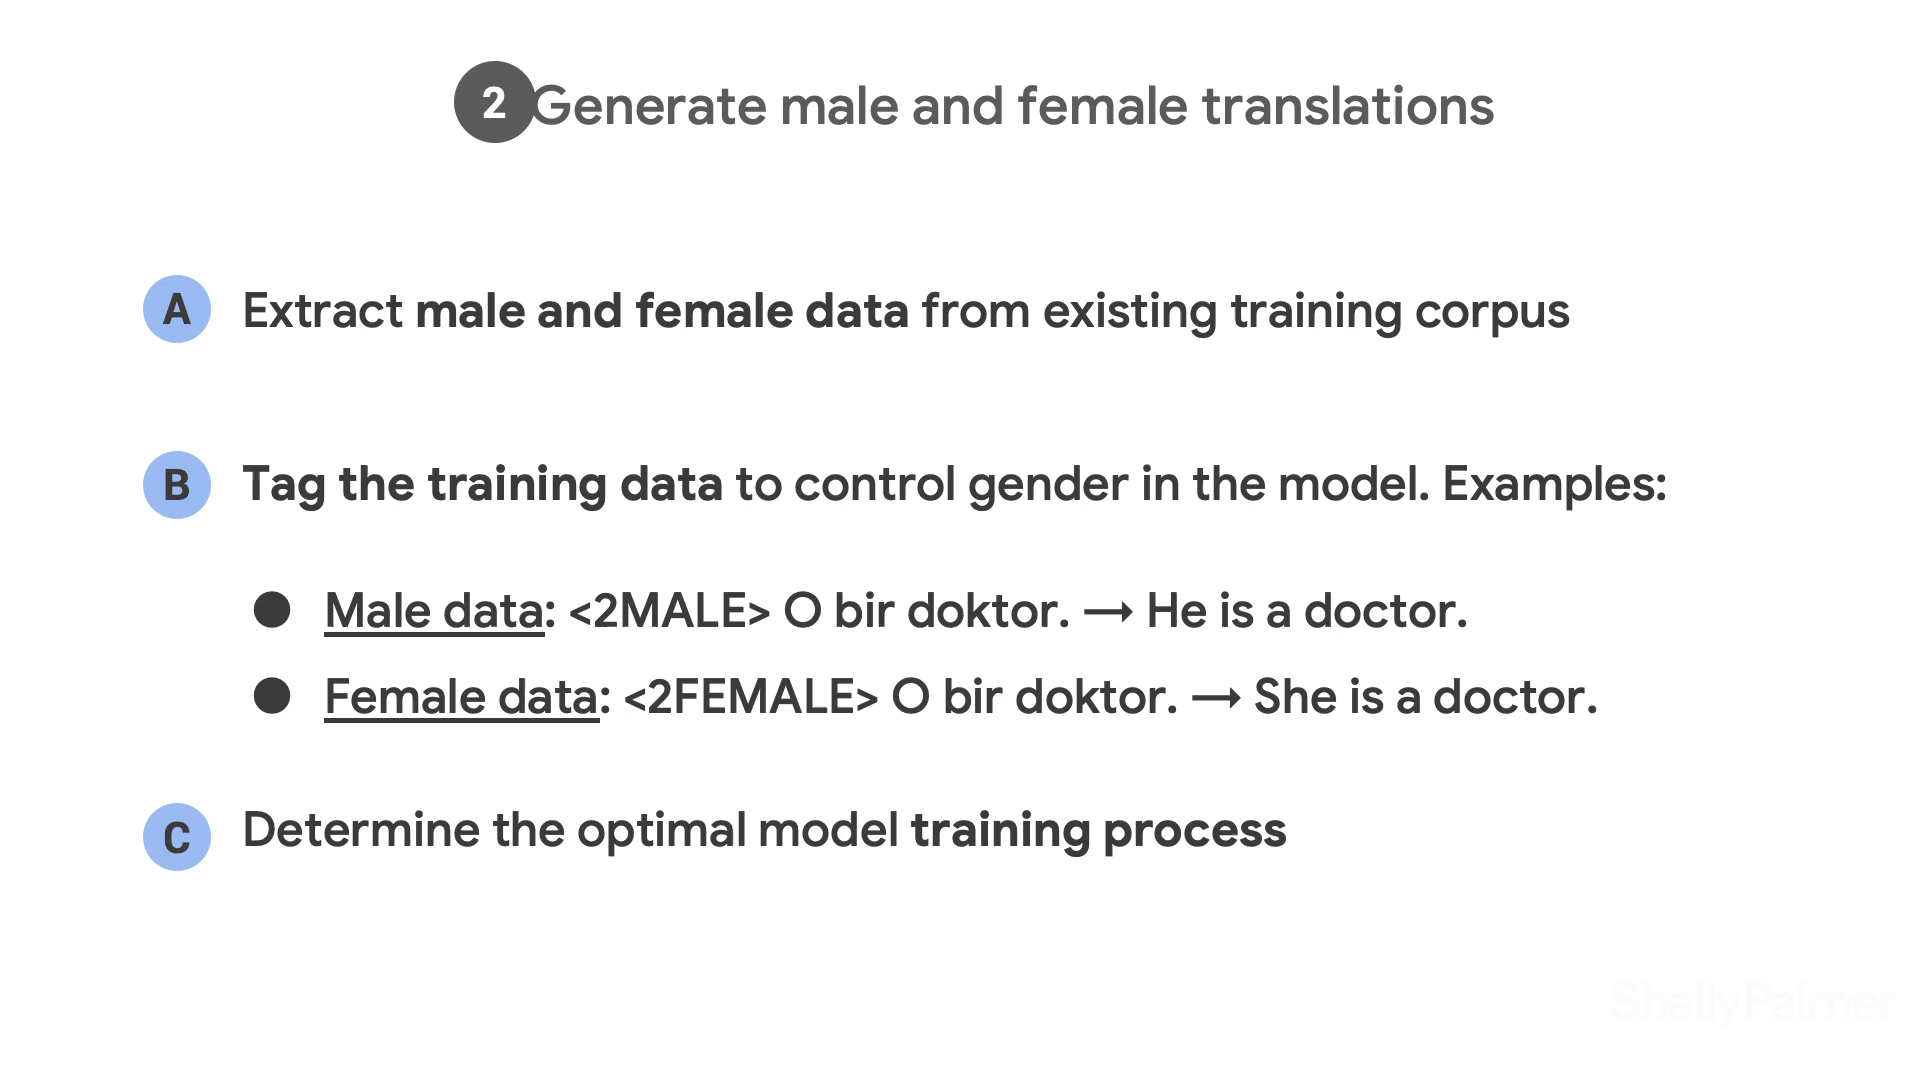 2 Generate male and female translations
A Extract male and female data from existing training corpus
B Tag the training data to control gender in the model. Examples:
● Male data: <2MALE> O bir doktor. → He is a doctor.
● Female data: <2FEMALE> O bir doktor. → She is a doctor.
C Determine the optimal model training process
ShellyPalmer